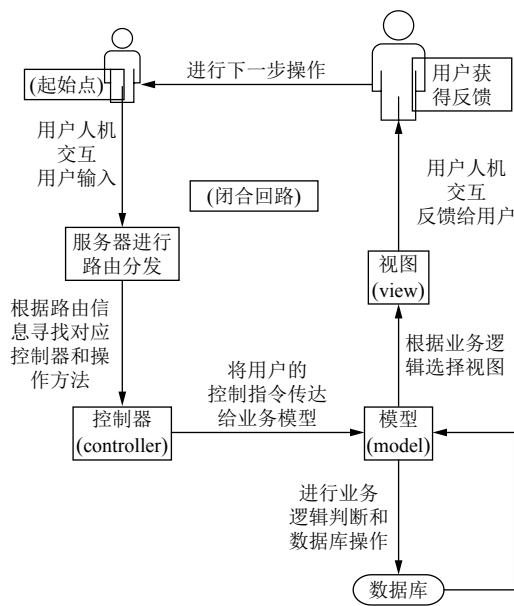 进行下一步操作
(起始点)
用户获
得反馈
用户人机
交互
用户输入
(闭合回路)
用户人机
交互
反馈给用户
服务器进行
路由分发
视图
(view)
根据路由信
息寻找对应
控制器和操
作方法
根据业务逻
辑选择视图
将用户的
控制指令传达
给业务模型
控制器
(controller)
模型
(model)
进行业务
逻辑判断和
数据库操作
数据库